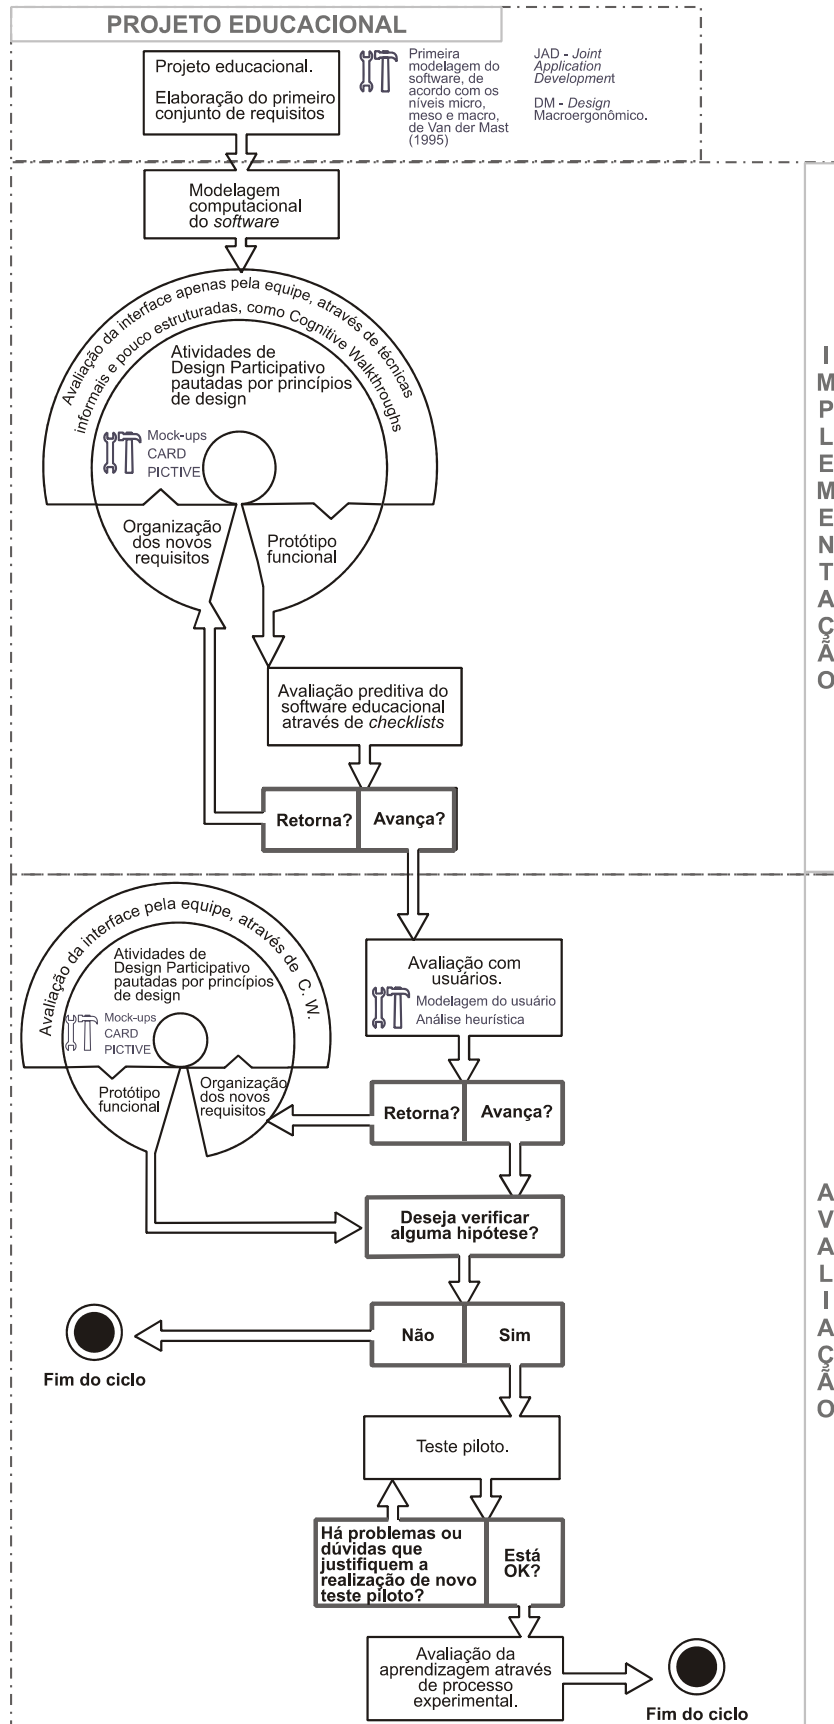 PROJETO EDUCACIONAL
Projeto educacional.
Elaboração do primeiro
conjunto de requisitos
Primeira
modelagem do
software, de
acordo com os
níveis micro,
meso e macro,
de Van der Mast
(1995)
JAD - Joint
Application
Development
DM - Design
Macroergonômico.
Modelagem
computacional
do software
Avaliação da interface apenas pela equipe, através de técnicas
informais e pouco estruturadas, como Cognitive Walkthroughs
Atividades de
Design Participativo
pautadas por princípios
de design
Mock-ups
CARD
PICTIVE
Organização
dos novos
requisitos
Protótipo
funcional
Avaliação preditiva do
software educacional
através de checklists
Retorna?
Avança?
IMPLEMENTAÇÃO
Avaliação da interface pela equipe, através de C. W.
Atividades de
Design Participativo
pautadas por princípios
de design
Mock-ups
CARD
PICTIVE
Protótipo
funcional
Organização
dos novos
requisitos
Avaliação com
usuários.
Modelagem do usuário
Análise heurística
Retorna?
Avança?
Deseja verificar
alguma hipótese?
Não
Sim
Fim do ciclo
Teste piloto.
Há problemas ou
dúvidas que
justifiquem a
realização de novo
teste piloto?
Está
OK?
Avaliação da
aprendizagem através
de processo
experimental.
Fim do ciclo
AVALIAÇÃO